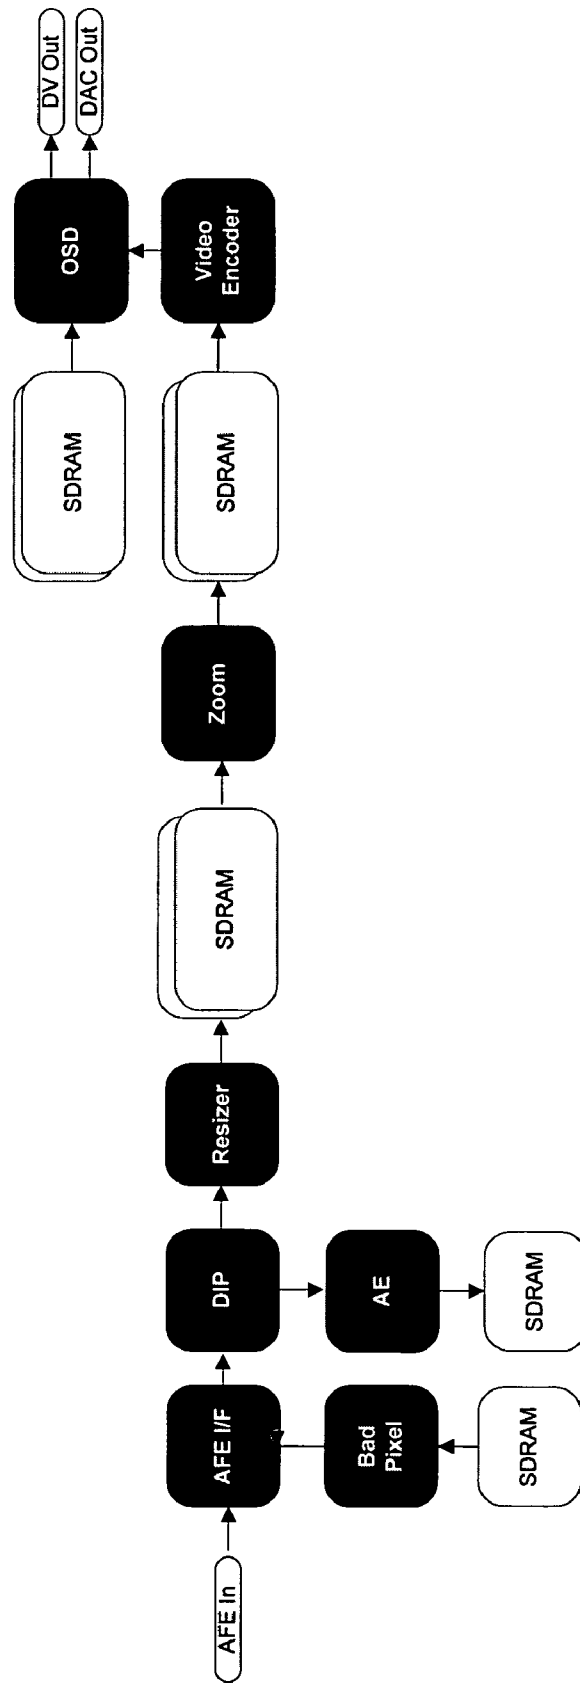 DV Out
DAC Out
OSD
Video
Encoder
SDRAM
SDRAM
Zoom
SDRAM
Resizer
DIP
AE
SDRAM
AFE I/F
Bad
Pixel
SDRAM
AFE In